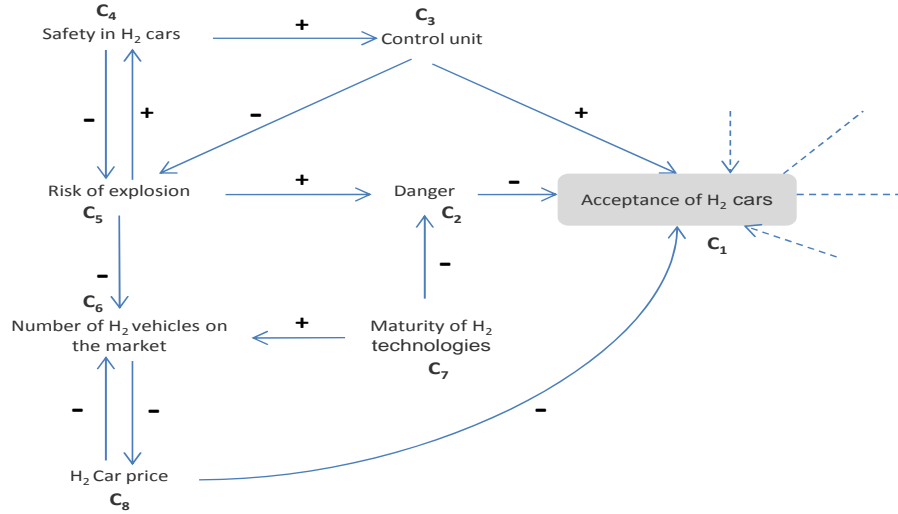 C4
Safety in H2 cars
+
C3
Control unit
-
+
-
+
Risk of explosion
C5
+
Danger
C2
-
Acceptance of H2 cars
C1
-
-
C6
Number of H2 vehicles on
the market
+
Maturity of H2
technologies
C7
-
-
-
H2 Car price
C8